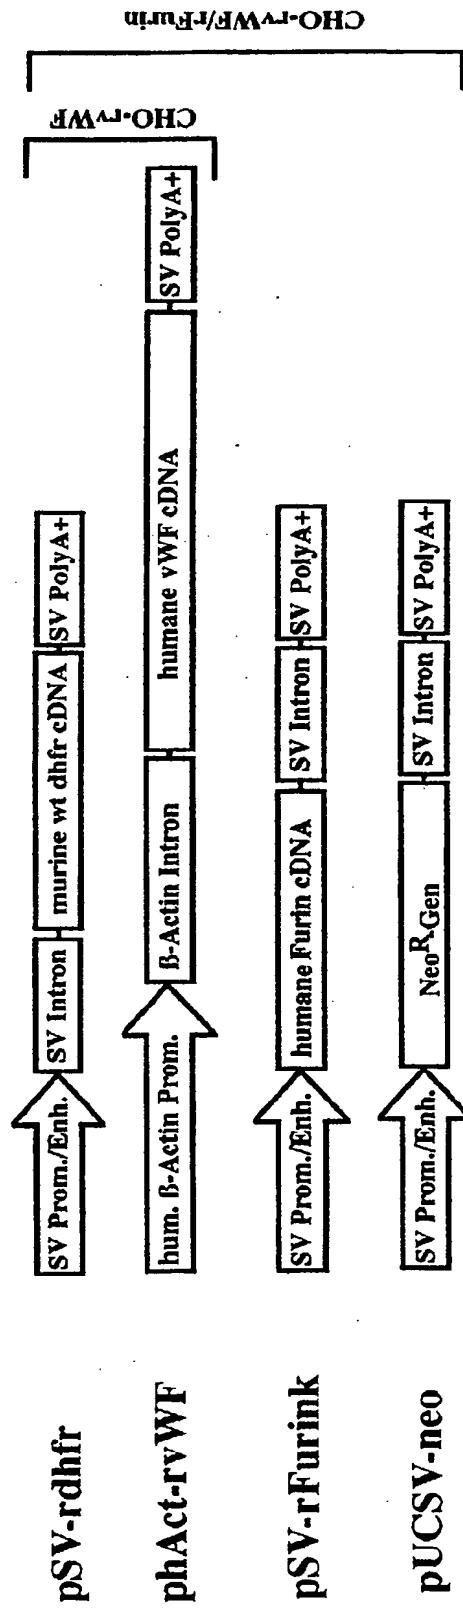 pSV-rdhfr
SV Prom./Enh. SV Intron murine wt dhfr cDNA SV PolyA+
phAct-rvWF
hum. β-Actin Prom. β-Actin Intron humane vWF cDNA SV PolyA+
pSV-rFurink
SV Prom./Enh. humane Furin cDNA SV Intron SV PolyA+
pUCSV-neo
SV Prom./Enh. NeoR-Gen SV Intron SV PolyA+
CHO-rvWF
CHO-rvWF/rFurin